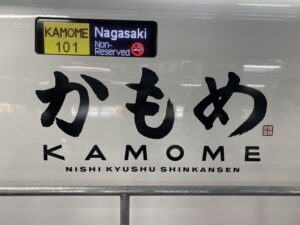 KAMOME
101
Nagasaki
Non-
Reserved
かもめ
KAMOME
NISHI KYUSHU SHINKANSEN